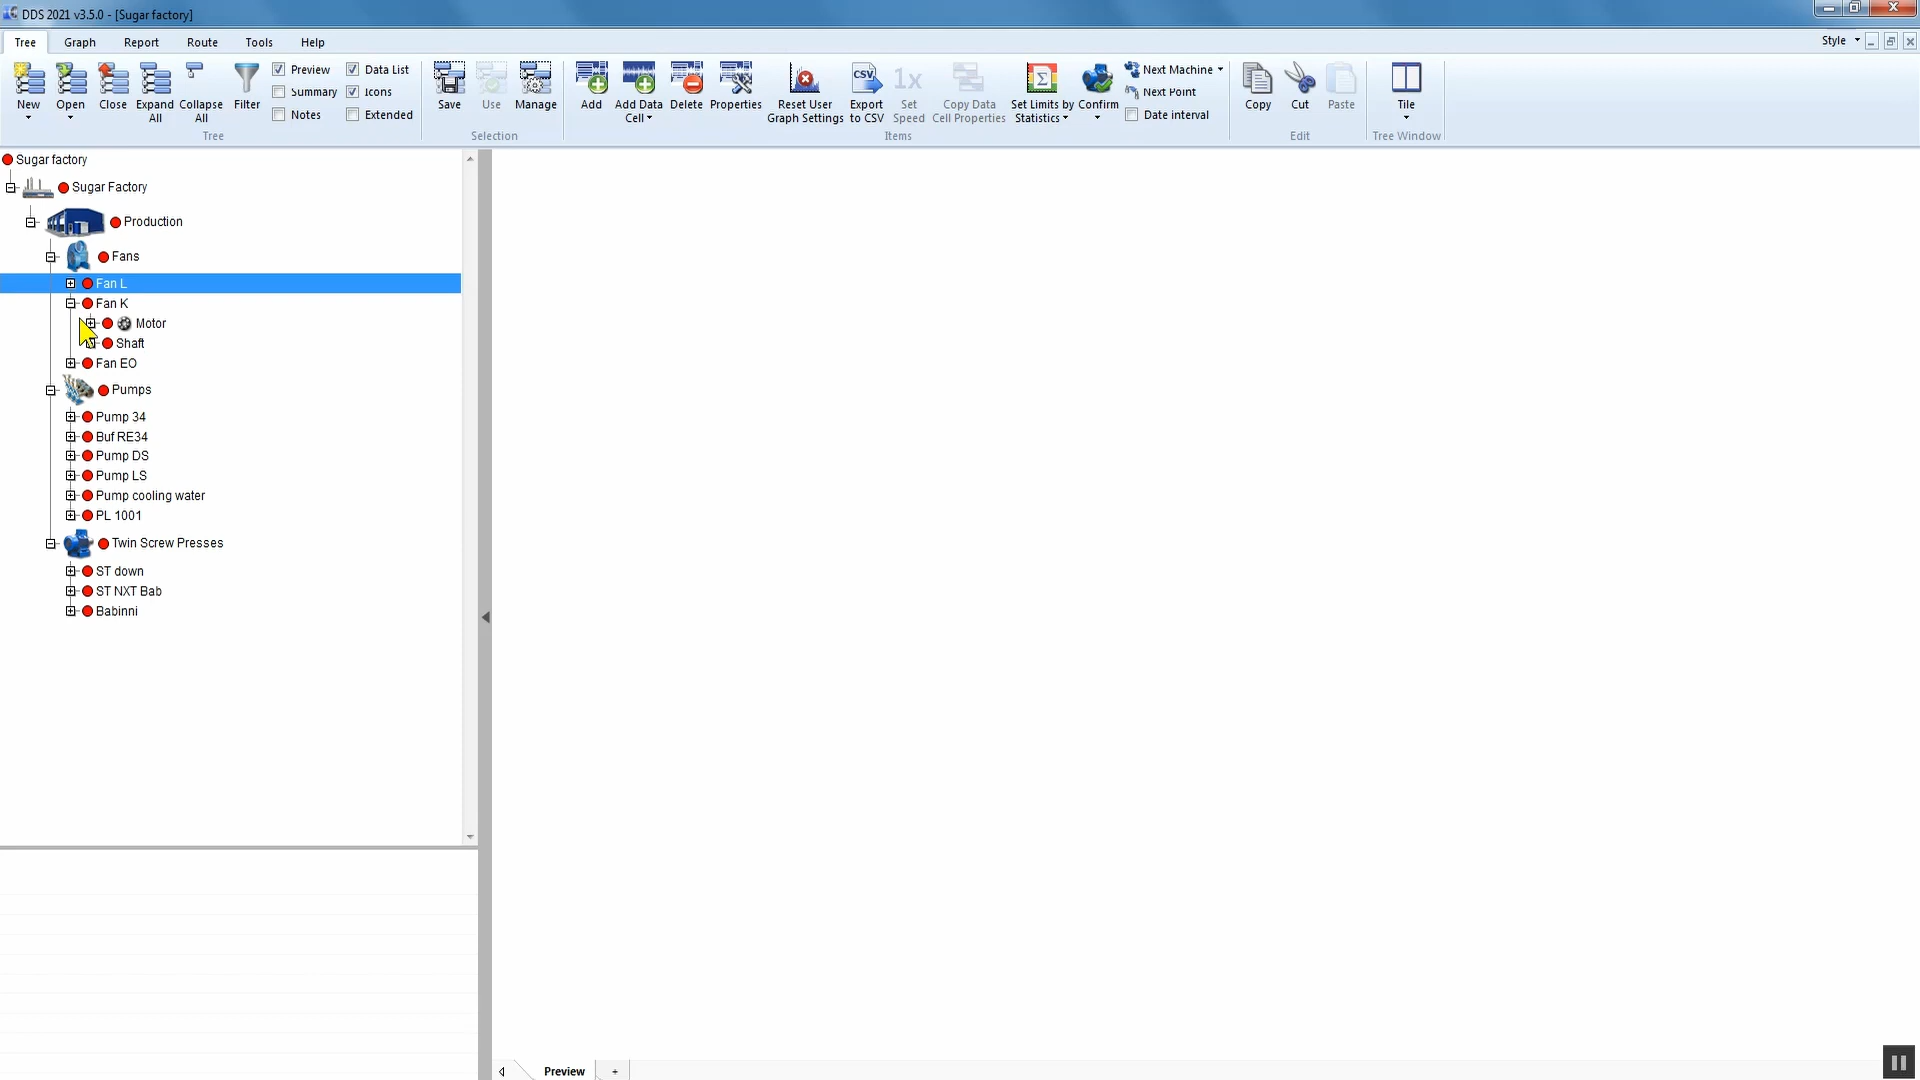 DDS 2021 v3.5.0 - [Sugar factory]
Tree Graph Report Route Tools Help Style
New Open Close Expand All Collapse All Filter
Preview Data List
Summary Icons
Notes Extended
Tree
Save Use Manage
Selection
Add Add Data Cell Delete Properties Reset User Graph Settings Export to CSV Set Speed Copy Data Cell Properties Set Limits by Statistics Confirm
CSV 1x
Next Machine
Next Point
Date interval
Items
Copy Cut Paste
Edit
Tile
Tree Window
Sugar factory
Sugar Factory
Production
Fans
Fan L
Fan K
Motor
Shaft
Fan EO
Pumps
Pump 34
Buf RE34
Pump DS
Pump LS
Pump cooling water
PL 1001
Twin Screw Presses
ST down
ST NXT Bab
Babinni
Preview +